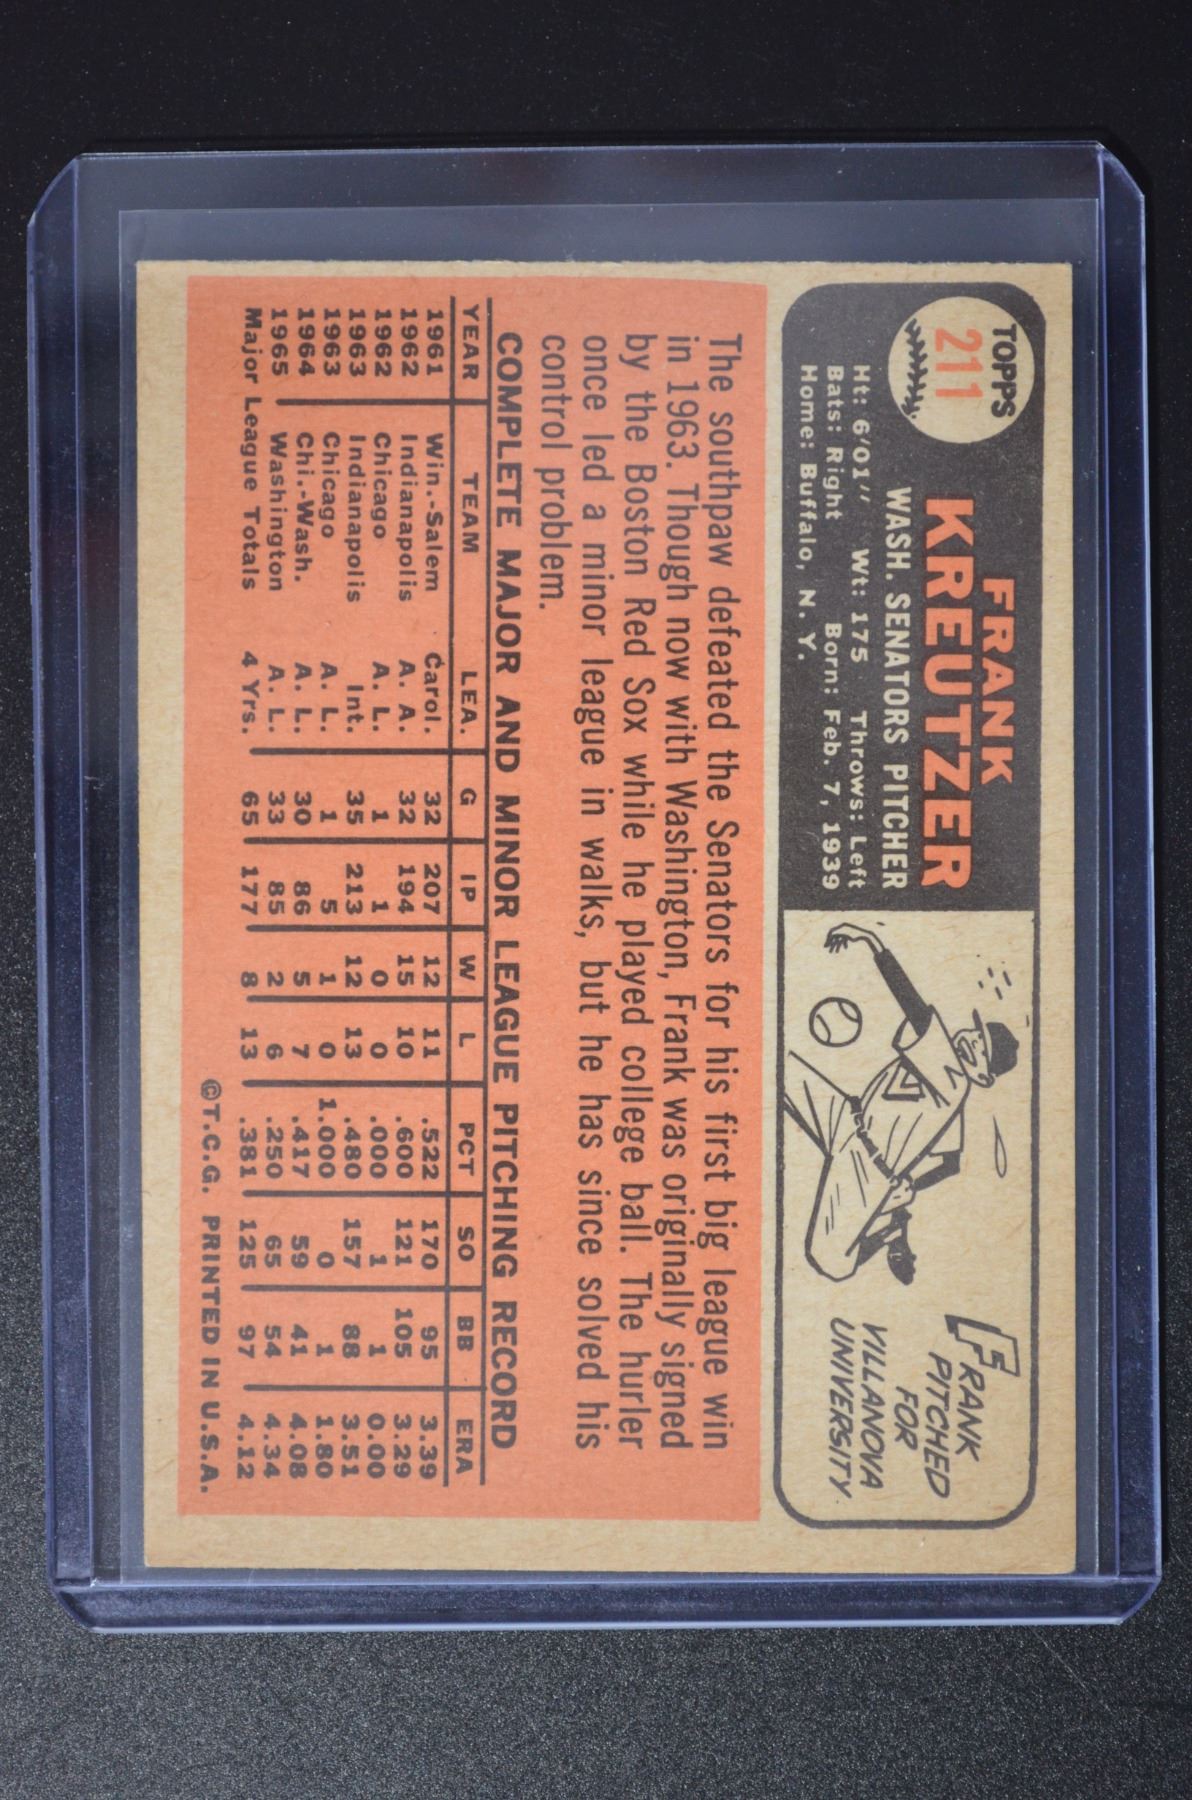 TOPPS
211
FRANK
KREUTZER
WASH. SENATORS PITCHER
Ht: 6'01" Wt: 175 Throws: Left
Bats: Right Born: Feb. 7, 1939
Home: Buffalo, N. Y.
FRANK
PITCHED
FOR
VILLANOVA
UNIVERSITY
The southpaw defeated the Senators for his first big league win
in 1963. Though now with Washington, Frank was originally signed
by the Boston Red Sox while he played college ball. The hurler
once led a minor league in walks, but he has since solved his
control problem.
COMPLETE MAJOR AND MINOR LEAGUE PITCHING RECORD
YEAR TEAM LEA. G IP W L PCT SO BB ERA
1961 Win.-Salem Carol. 32 207 12 11 .522 170 95 3.39
1962 Indianapolis A. A. 32 194 15 10 .600 121 105 3.29
1962 Chicago A. L. 1 1 0 0 .000 1 1 0.00
1963 Indianapolis Int. 35 213 12 13 .480 157 88 3.51
1963 Chicago A. L. 1 5 1 0 1.000 0 1 1.80
1964 Chi.-Wash. A. L. 30 86 5 7 .417 59 41 4.08
1965 Washington A. L. 33 85 2 6 .250 65 54 4.34
Major League Totals 4 Yrs. 65 177 8 13 .381 125 97 4.12
©T.C.G. PRINTED IN U.S.A.